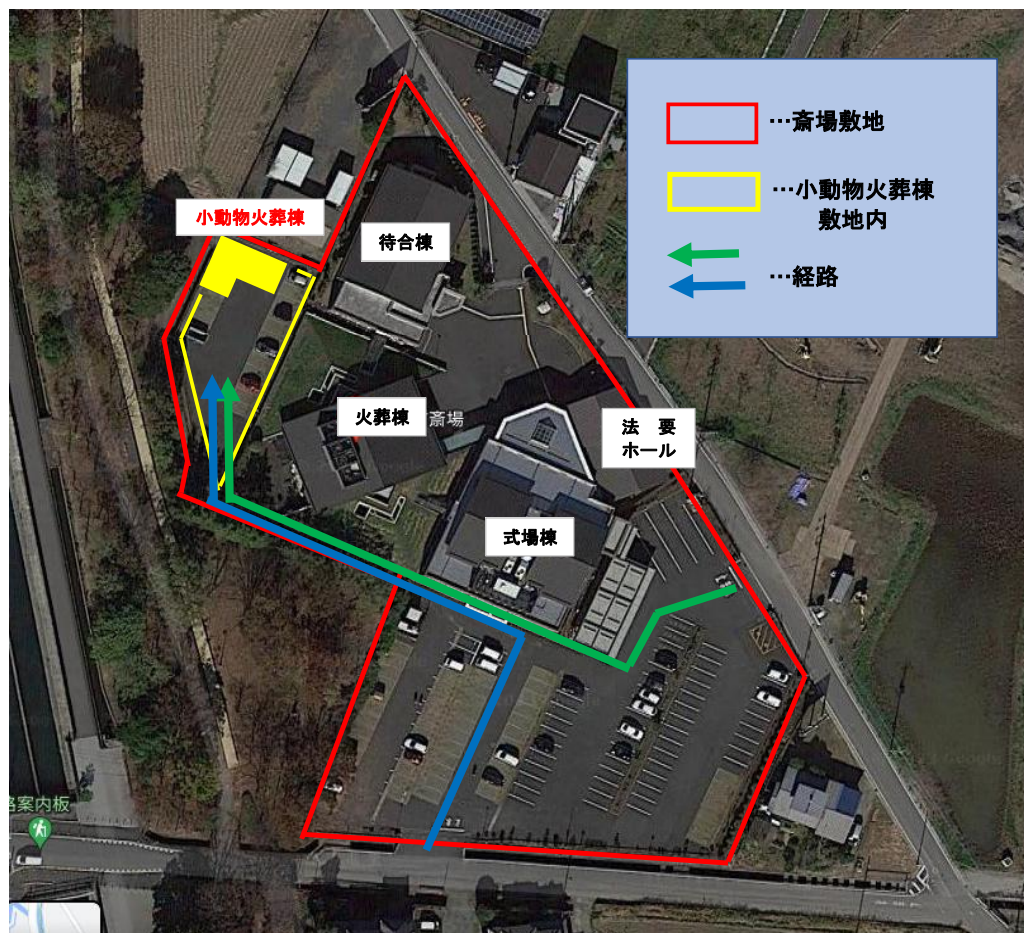 …斎場敷地
…小動物火葬棟
敷地内
…経路
小動物火葬棟
待合棟
火葬棟
斎場
法 要
ホール
式場棟
案内板